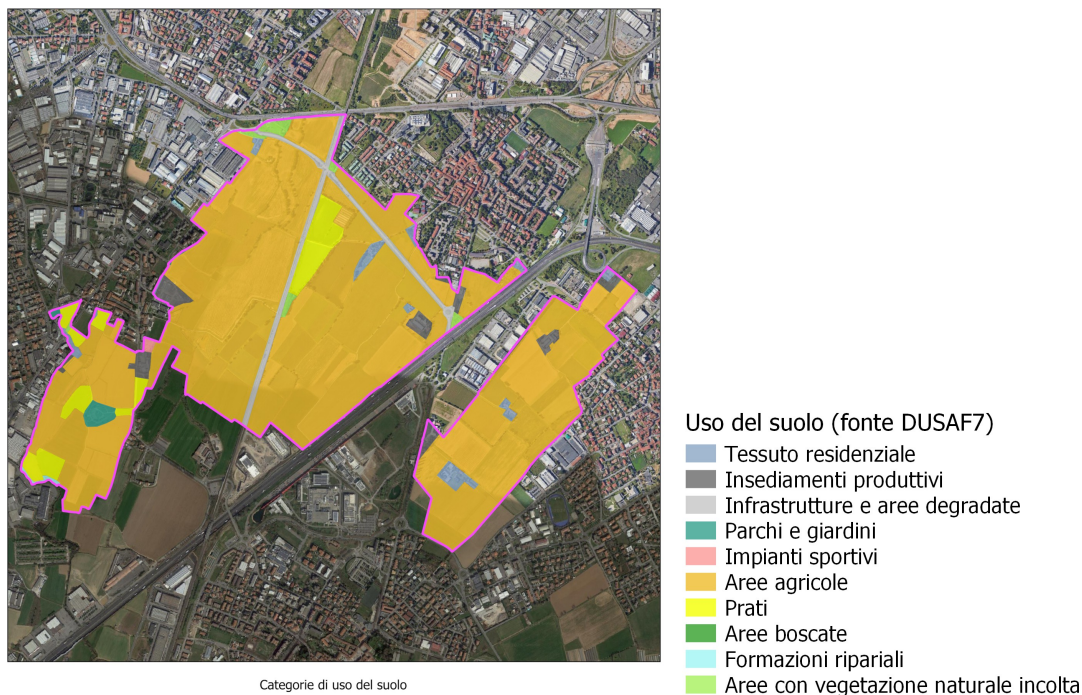 Uso del suolo (fonte DUSAF7)
Tessuto residenziale
Insediamenti produttivi
Infrastrutture e aree degradate
Parchi e giardini
Impianti sportivi
Aree agricole
Prati
Aree boscate
Formazioni ripariali
Aree con vegetazione naturale incolta
Categorie di uso del suolo